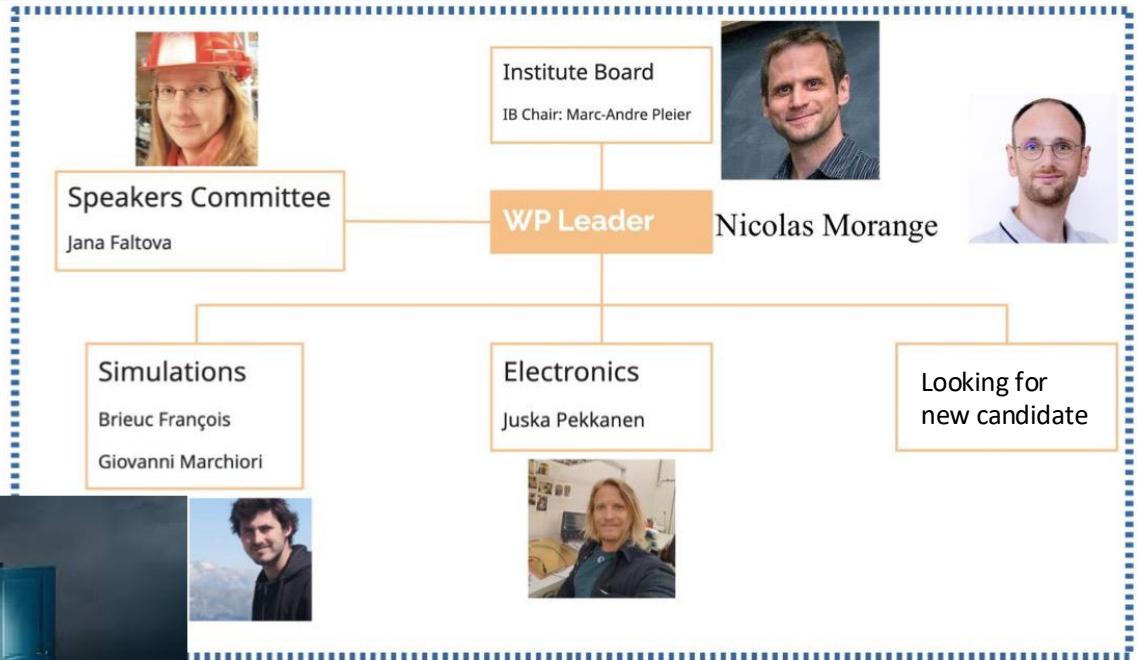 Institute Board
IB Chair: Marc-Andre Pleier
Speakers Committee
Jana Faltova
WP Leader
Nicolas Morange
Simulations
Brieuc François
Giovanni Marchiori
Electronics
Juska Pekkanen
Looking for
new candidate